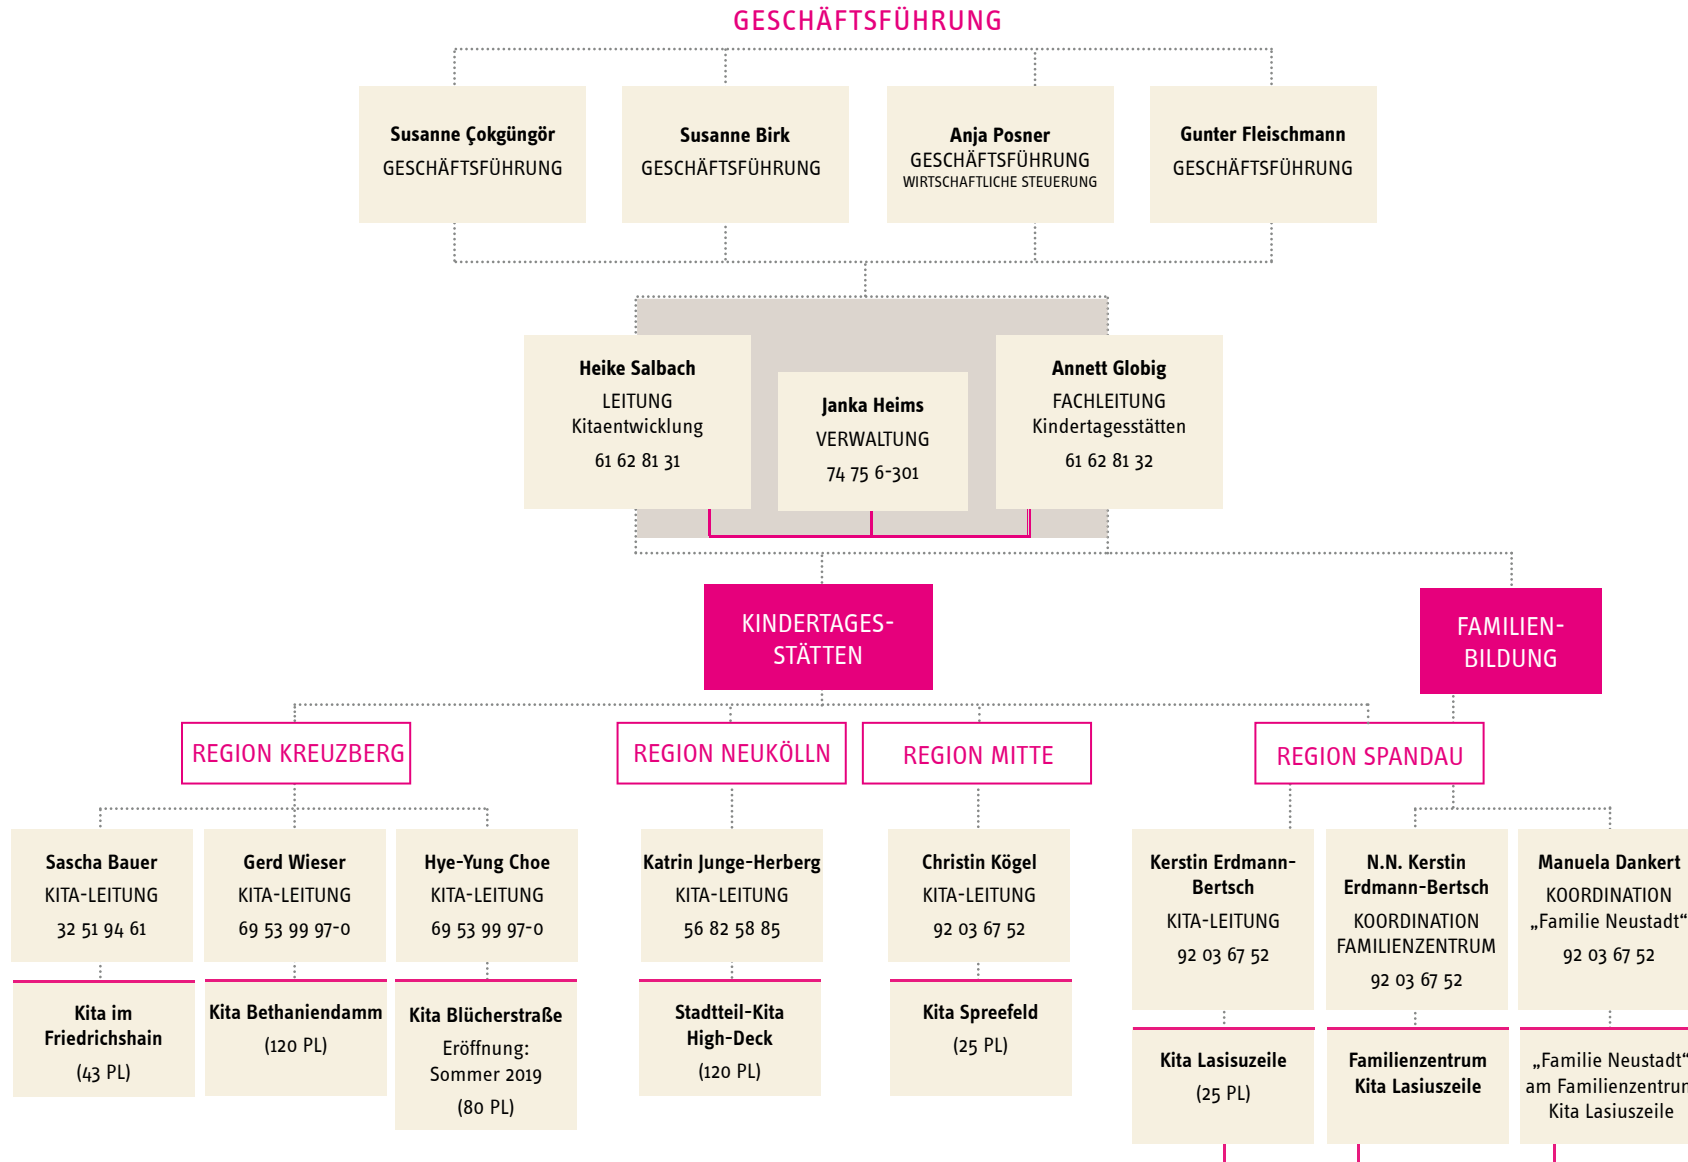 GESCHÄFTSFÜHRUNG
Susanne Çokgüngör
GESCHÄFTSFÜHRUNG
Susanne Birk
GESCHÄFTSFÜHRUNG
Anja Posner
GESCHÄFTSFÜHRUNG
WIRTSCHAFTLICHE STEUERUNG
Gunter Fleischmann
GESCHÄFTSFÜHRUNG
Heike Salbach
LEITUNG
Kitaentwicklung
61 62 81 31
Janka Heims
VERWALTUNG
74 75 6-301
Annett Globig
FACHLEITUNG
Kindertagesstätten
61 62 81 32
KINDERTAGES-
STÄTTEN
FAMILIEN-
BILDUNG
REGION KREUZBERG
REGION NEUKÖLLN
REGION MITTE
REGION SPANDAU
Sascha Bauer
KITA-LEITUNG
32 51 94 61
Gerd Wieser
KITA-LEITUNG
69 53 99 97-0
Hye-Yung Choe
KITA-LEITUNG
69 53 99 97-0
Katrin Junge-Herberg
KITA-LEITUNG
56 82 58 85
Christin Kögel
KITA-LEITUNG
92 03 67 52
Kerstin Erdmann-
Bertsch
KITA-LEITUNG
92 03 67 52
N.N. Kerstin
Erdmann-Bertsch
KOORDINATION
FAMILIENZENTRUM
92 03 67 52
Manuela Dankert
KOORDINATION
„Familie Neustadt“
92 03 67 52
Kita im
Friedrichshain
(43 PL)
Kita Bethaniendamm
(120 PL)
Kita Blücherstraße
Eröffnung:
Sommer 2019
(80 PL)
Stadtteil-Kita
High-Deck
(120 PL)
Kita Spreefeld
(25 PL)
Kita Lasisuzeile
(25 PL)
Familienzentrum
Kita Lasiuszeile
„Familie Neustadt“
am Familienzentrum
Kita Lasiuszeile